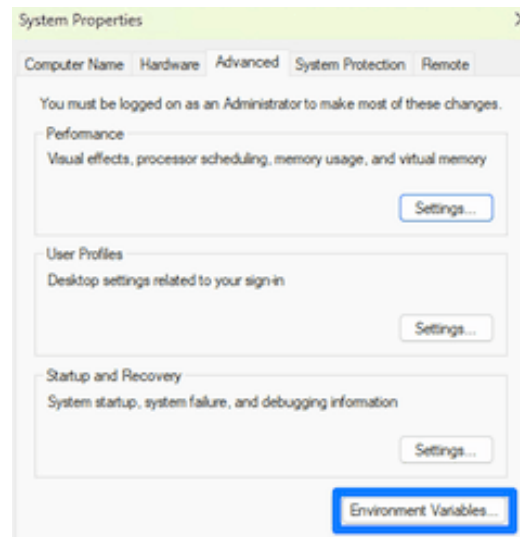 System Properties
Computer Name Hardware Advanced System Protection Remote
You must be logged on as an Administrator to make most of these changes.
Performance
Visual effects, processor scheduling, memory usage, and virtual memory
Settings...
User Profiles
Desktop settings related to your sign-in
Settings...
Startup and Recovery
System startup, system failure, and debugging information
Settings...
Environment Variables...